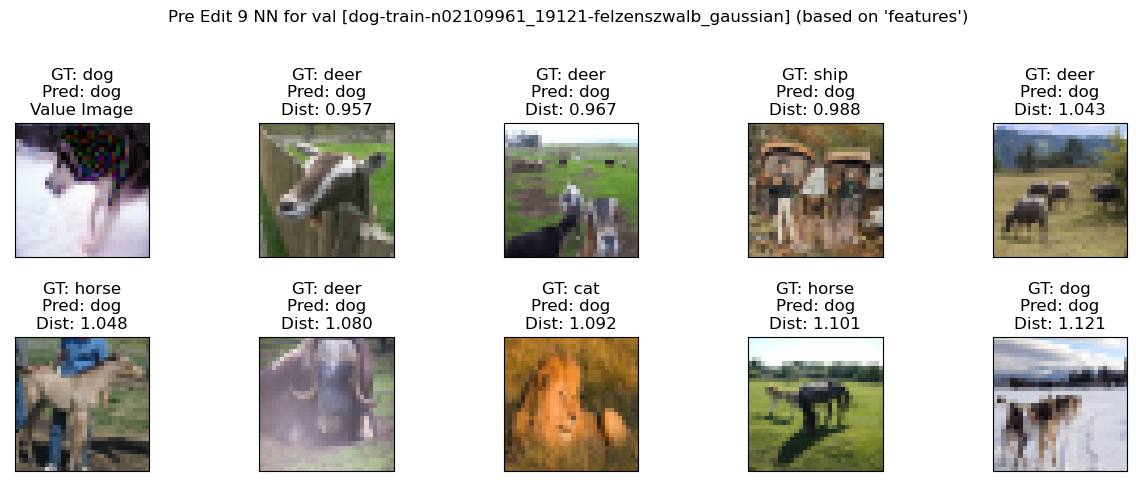 Pre Edit 9 NN for val [dog-train-n02109961_19121-felzenszwalb_gaussian] (based on 'features')
GT: dog
Pred: dog
Value Image
GT: deer
Pred: dog
Dist: 0.957
GT: deer
Pred: dog
Dist: 0.967
GT: ship
Pred: dog
Dist: 0.988
GT: deer
Pred: dog
Dist: 1.043
GT: horse
Pred: dog
Dist: 1.048
GT: deer
Pred: dog
Dist: 1.080
GT: cat
Pred: dog
Dist: 1.092
GT: horse
Pred: dog
Dist: 1.101
GT: dog
Pred: dog
Dist: 1.121